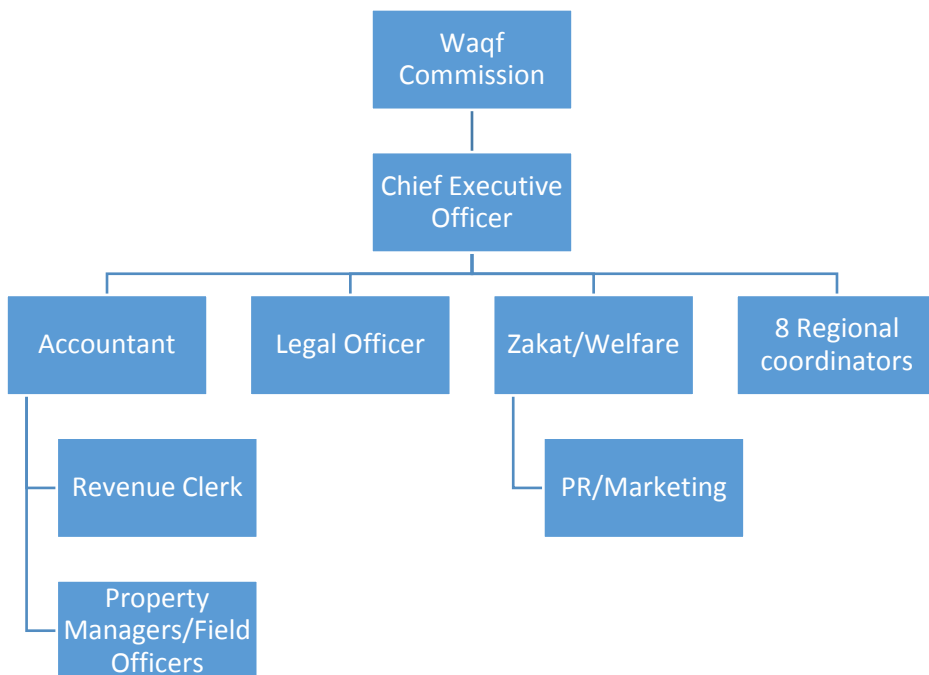 Waqf
Commission
Chief Executive
Officer
Accountant
Legal Officer
Zakat/Welfare
8 Regional
coordinators
Revenue Clerk
PR/Marketing
Property
Managers/Field
Officers